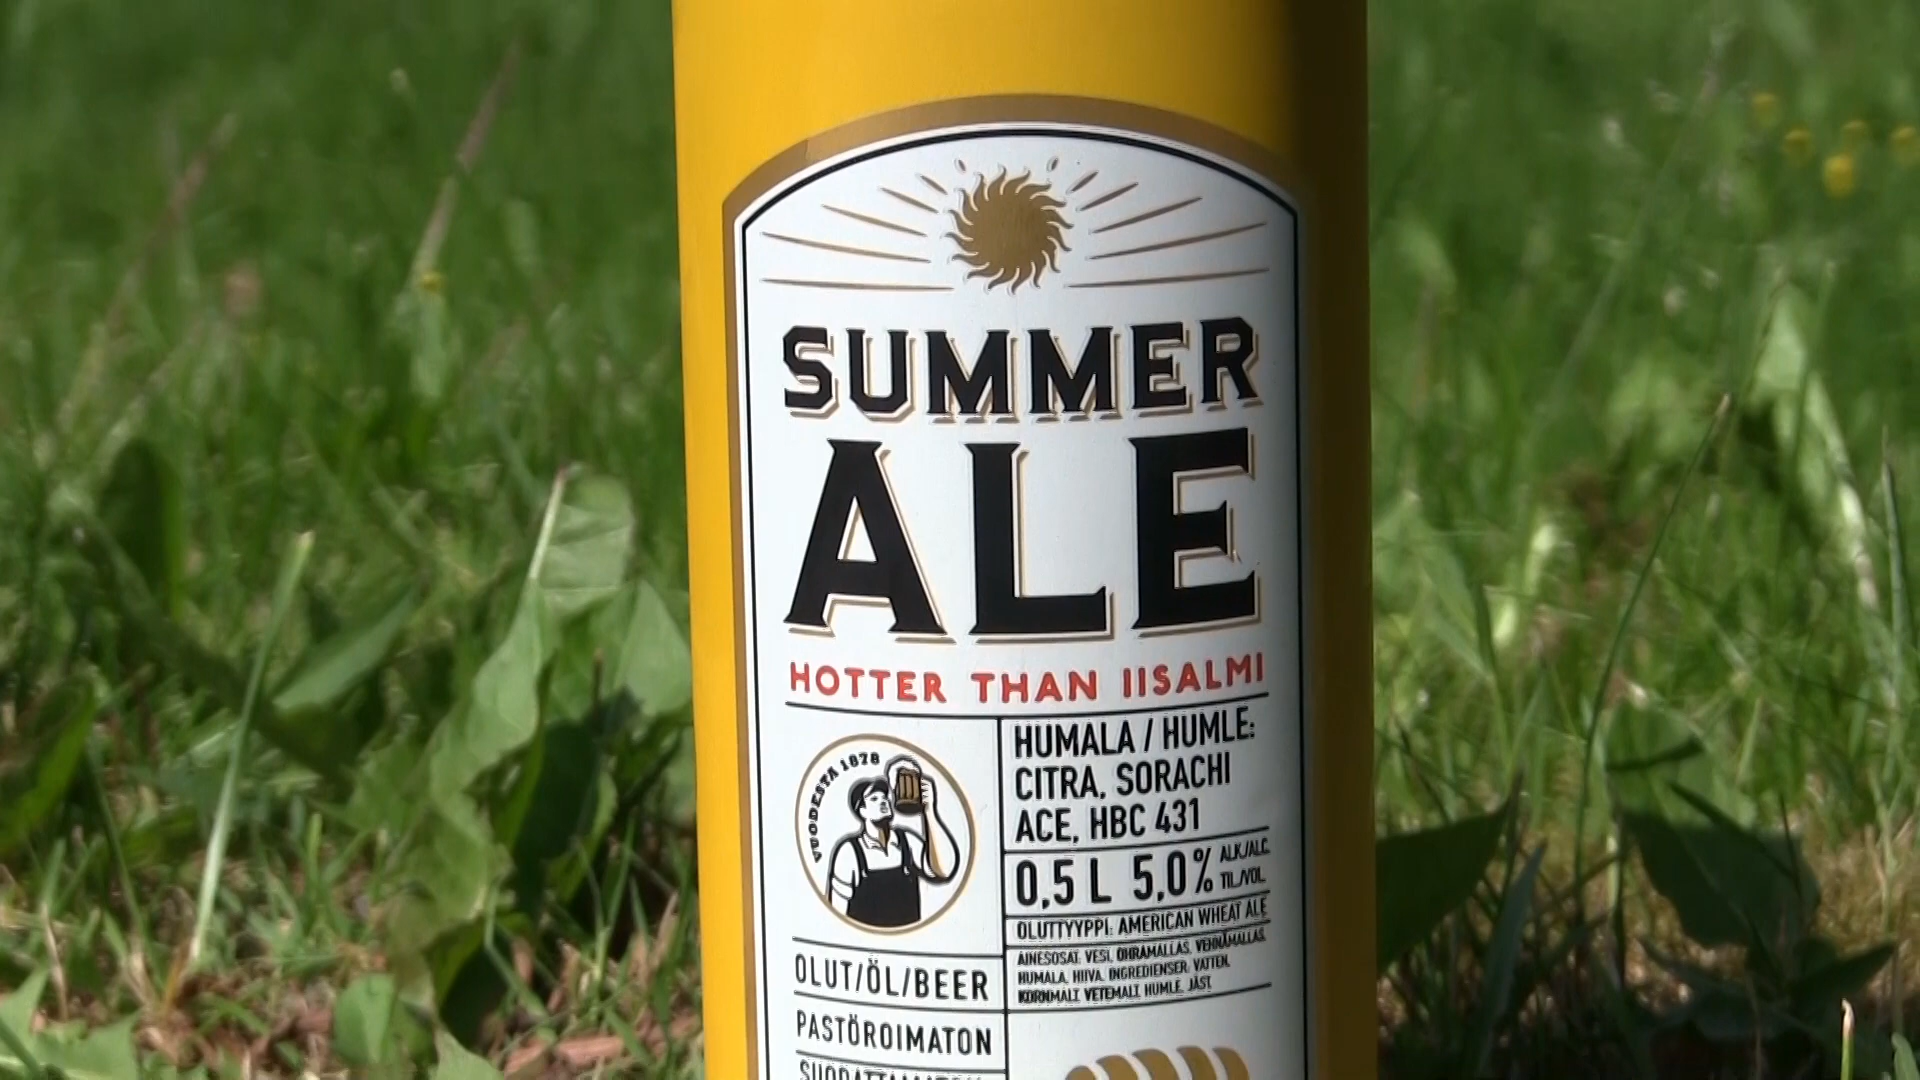 SUMMER
ALE
HOTTER THAN IISALMI
VUODESTA 1878
OLUT/ÖL/BEER
PASTÖROIMATON
HUMALA / HUMLE:
CITRA, SORACHI
ACE, HBC 431
0,5 L 5,0% ALK/ALC.
TIL/VOL.
OLUTTYYPPI: AMERICAN WHEAT ALE
AINESOSAT: VESI, OHRAMALLAS, VEHNÄMALLAS,
HUMALA, HIIVA. INGREDIENSER: VATTEN,
KORNMALT, VETEMALT, HUMLE, JÄST.